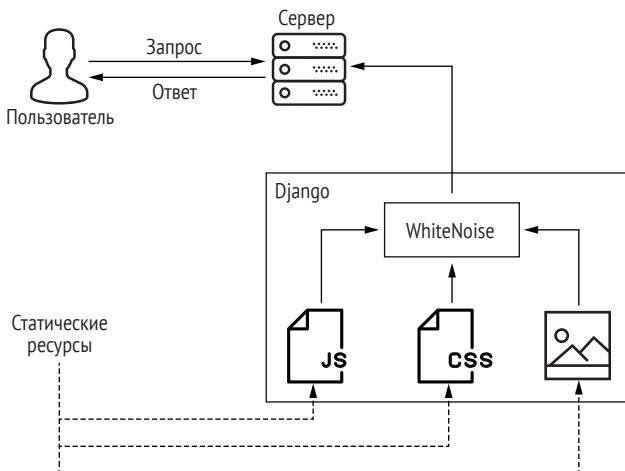 Сервер
Запрос
Ответ
Пользователь
Django
WhiteNoise
Статические
ресурсы
JS
CSS